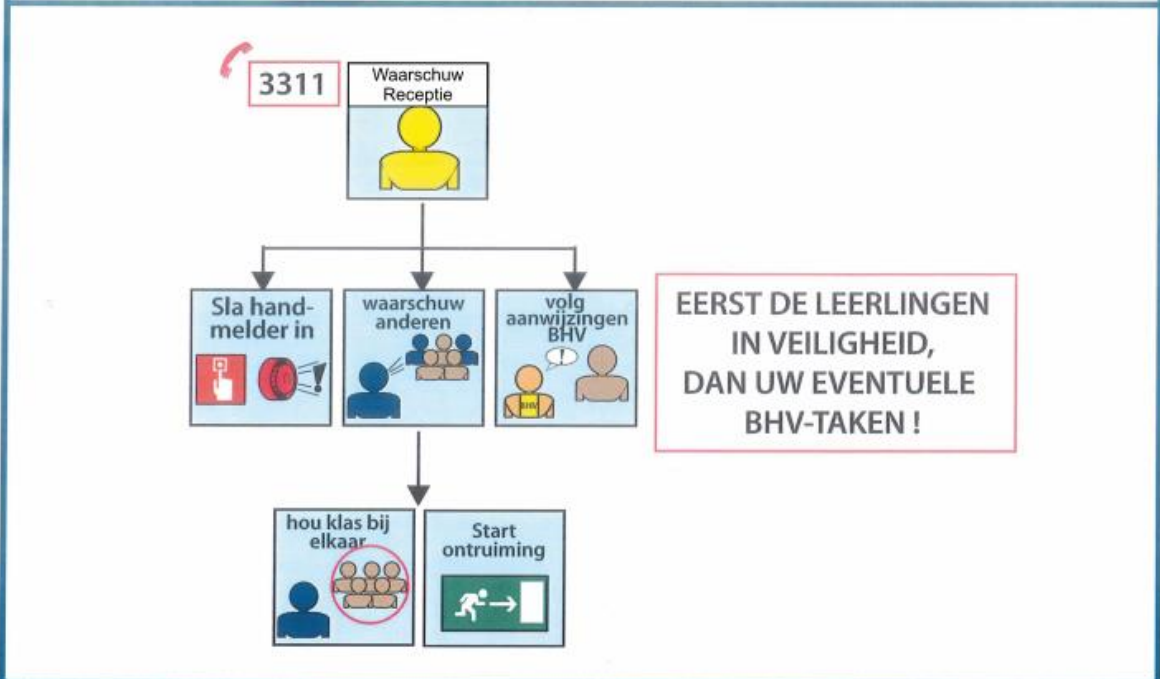 3311
Waarschuw
Receptie
Sla hand-
melder in
waarschuw
anderen
volg
aanwijzingen
BHV
!
BHV
EERST DE LEERLINGEN
IN VEILIGHEID,
DAN UW EVENTUELE
BHV-TAKEN !
hou klas bij
elkaar
Start
ontruiming